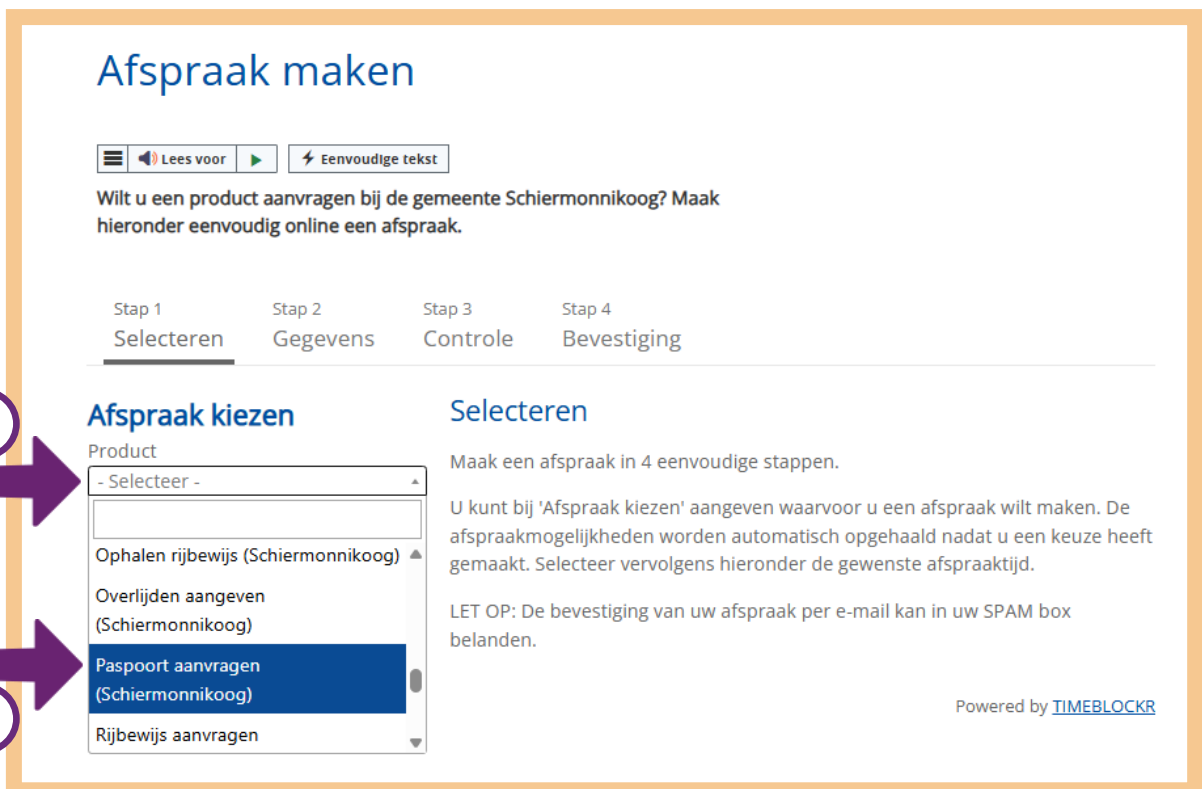 Afspraak maken
Lees voor
Eenvoudige tekst
Wilt u een product aanvragen bij de gemeente Schiermonnikoog? Maak
hieronder eenvoudig online een afspraak.
Stap 1
Selecteren
Stap 2
Gegevens
Stap 3
Controle
Stap 4
Bevestiging
Afspraak kiezen
Product
- Selecteer -
Ophalen rijbewijs (Schiermonnikoog)
Overlijden aangeven
(Schiermonnikoog)
Paspoort aanvragen
(Schiermonnikoog)
Rijbewijs aanvragen
Selecteren
Maak een afspraak in 4 eenvoudige stappen.
U kunt bij 'Afspraak kiezen' aangeven waarvoor u een afspraak wilt maken. De
afspraakmogelijkheden worden automatisch opgehaald nadat u een keuze heeft
gemaakt. Selecteer vervolgens hieronder de gewenste afspraaktijd.
LET OP: De bevestiging van uw afspraak per e-mail kan in uw SPAM box
belanden.
Powered by TIMEBLOCKR